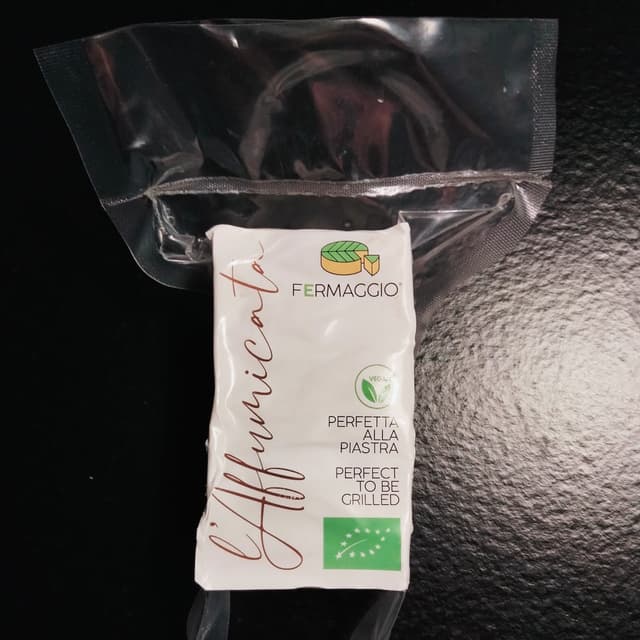 l'Affumicata
FERMAGGIO®
VEGAN
PERFETTA
ALLA
PIASTRA
PERFECT
TO BE
GRILLED